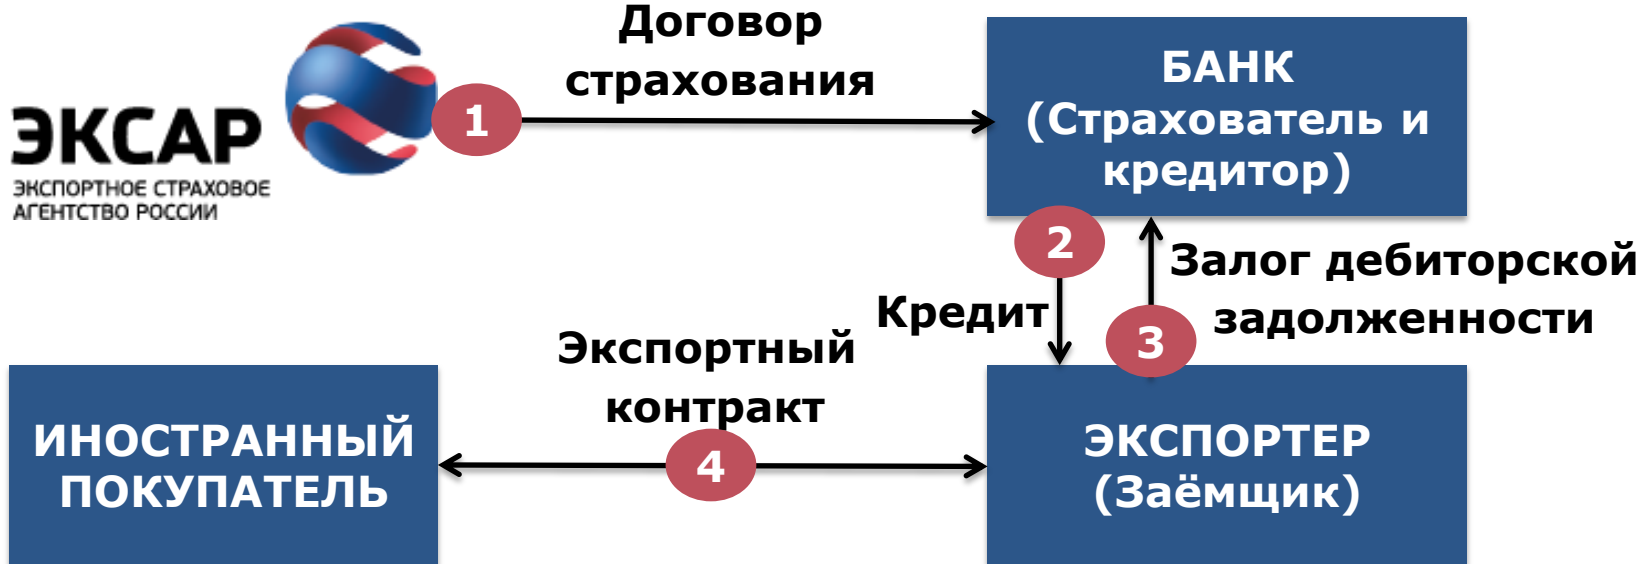 Договор
страхования
ЭКСАР
ЭКСПОРТНОЕ СТРАХОВОЕ
АГЕНТСТВО РОССИИ
1
БАНК
(Страхователь и
кредитор)
2
Кредит
3
Залог дебиторской
задолженности
Экспортный
контракт
4
ИНОСТРАННЫЙ
ПОКУПАТЕЛЬ
ЭКСПОРТЕР
(Заёмщик)